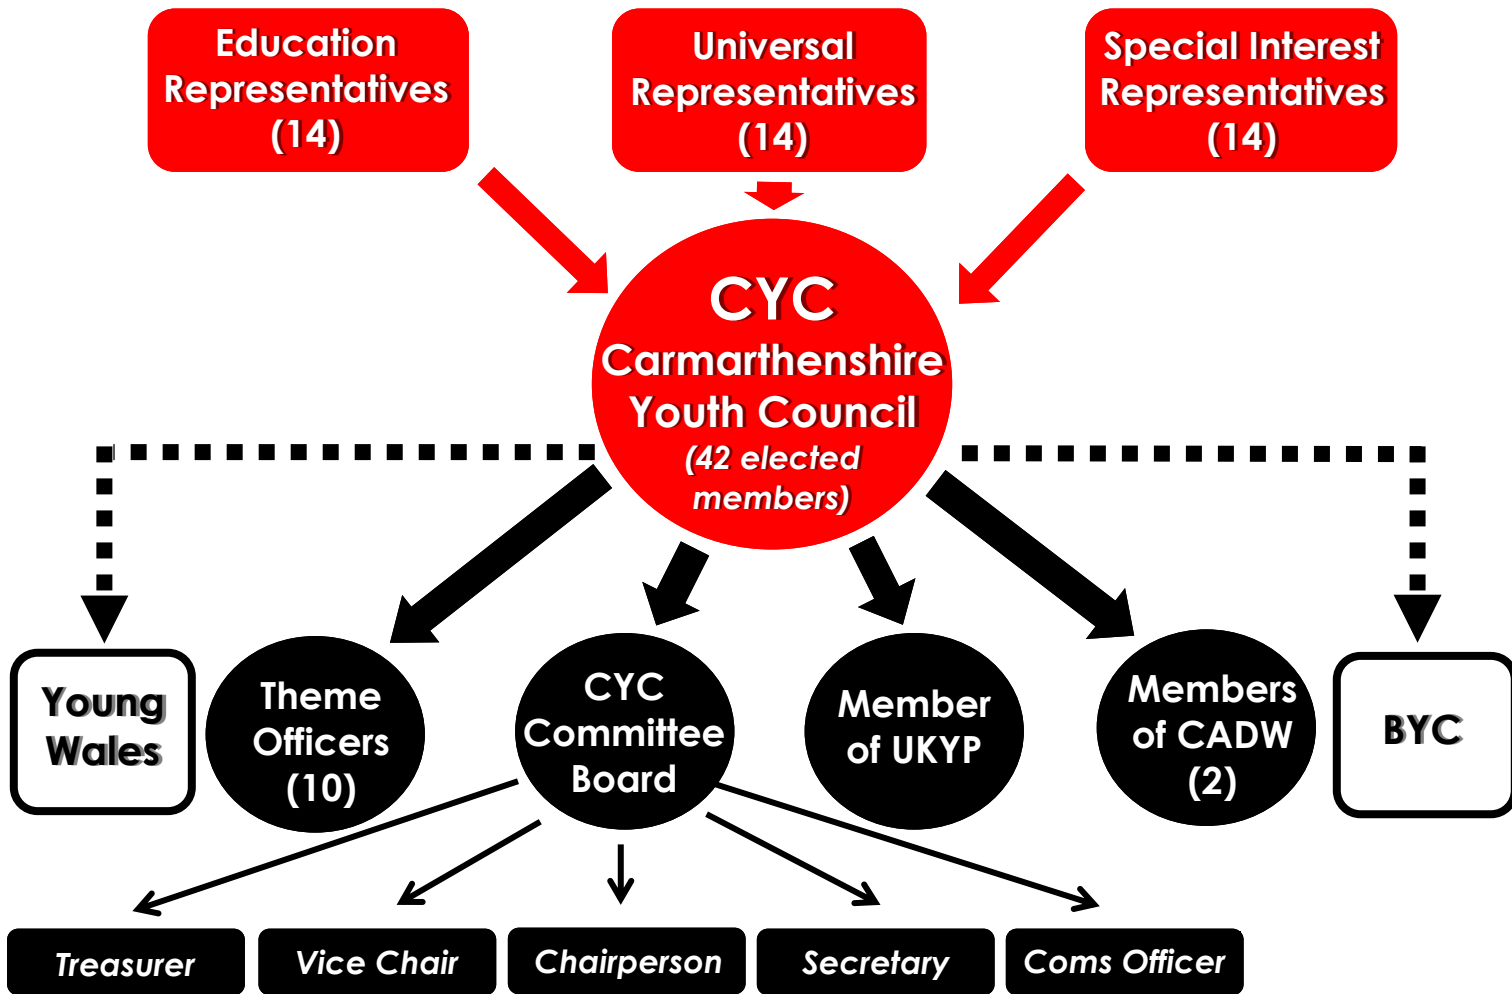 Education
Representatives
(14)
Universal
Representatives
(14)
Special Interest
Representatives
(14)
CYC
Carmarthenshire
Youth Council
(42 elected
members)
Young
Wales
Theme
Officers
(10)
CYC
Committee
Board
Member
of UKYP
Members
of CADW
(2)
BYC
Treasurer
Vice Chair
Chairperson
Secretary
Coms Officer